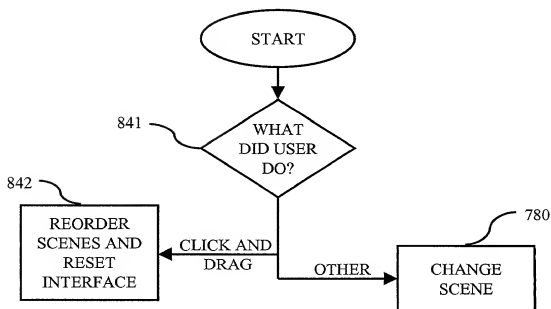 START
841
WHAT
DID USER
DO?
842
REORDER
SCENES AND
RESET
INTERFACE
CLICK AND
DRAG
OTHER
780
CHANGE
SCENE